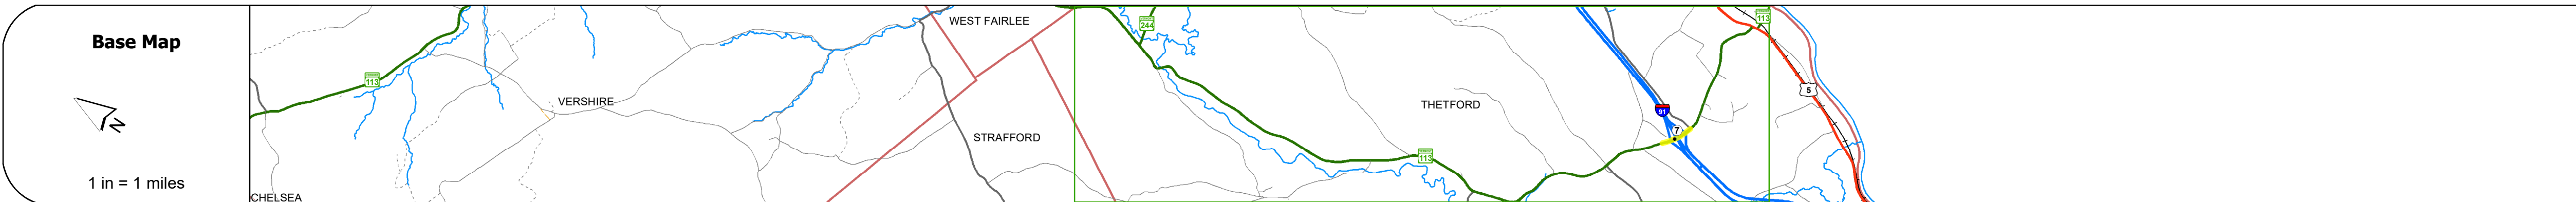 Base Map
N
1 in = 1 miles
113
CHELSEA
VERSHIRE
WEST FAIRLEE
STRAFFORD
244
113
THETFORD
91
7
113
5